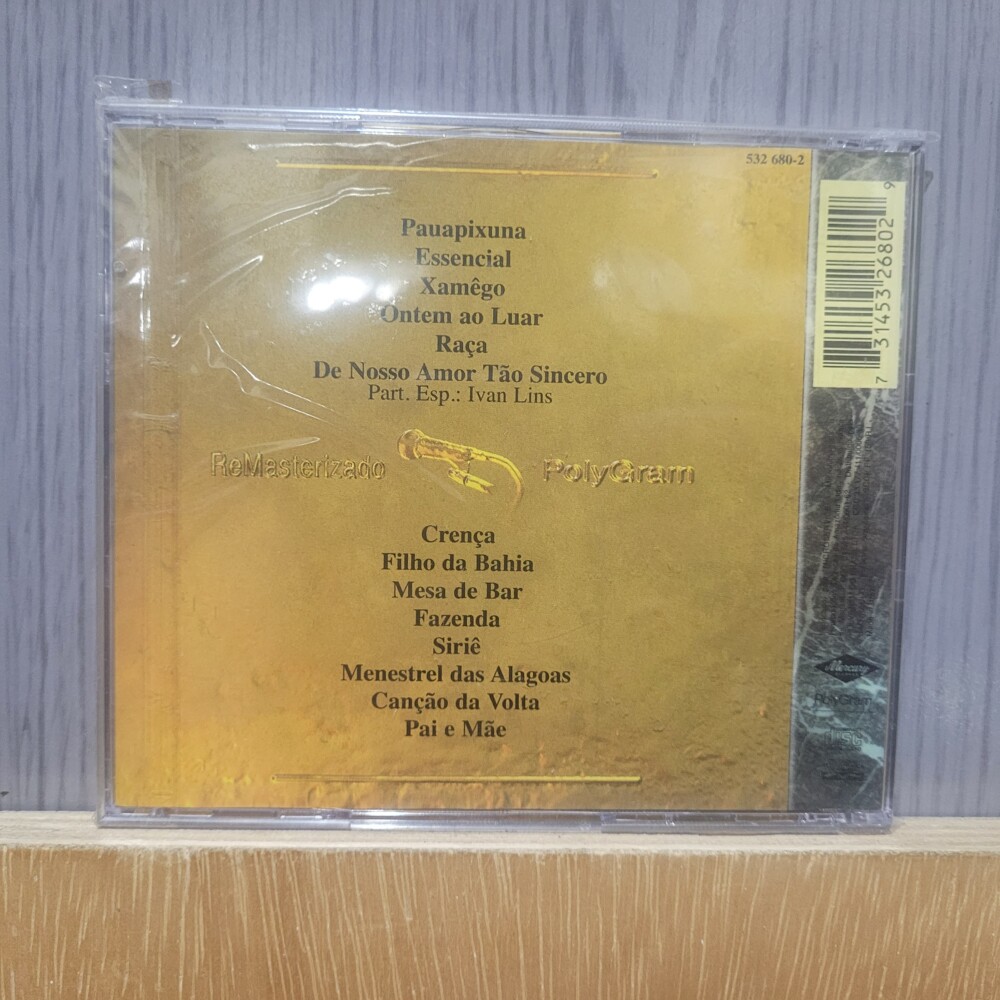 532 680-2
Pauapixuna
Essencial
Xamêgo
Ontem ao Luar
Raça
De Nosso Amor Tão Sincero
Part. Esp.: Ivan Lins
ReMasterizado
PolyGram
Crença
Filho da Bahia
Mesa de Bar
Fazenda
Siriê
Menestrel das Alagoas
Canção da Volta
Pai e Mãe
7 31453 26802 9
Mercury
PolyGram
disc